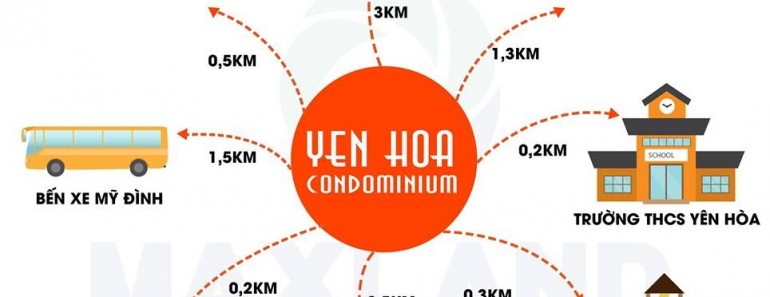 3KM
0,5KM
1,3KM
YEN HOA
CONDOMINIUM
1,5KM
0,2KM
SCHOOL
BẾN XE MỸ ĐÌNH
TRƯỜNG THCS YÊN HÒA
MAXLAND
0,2KM
0,3KM